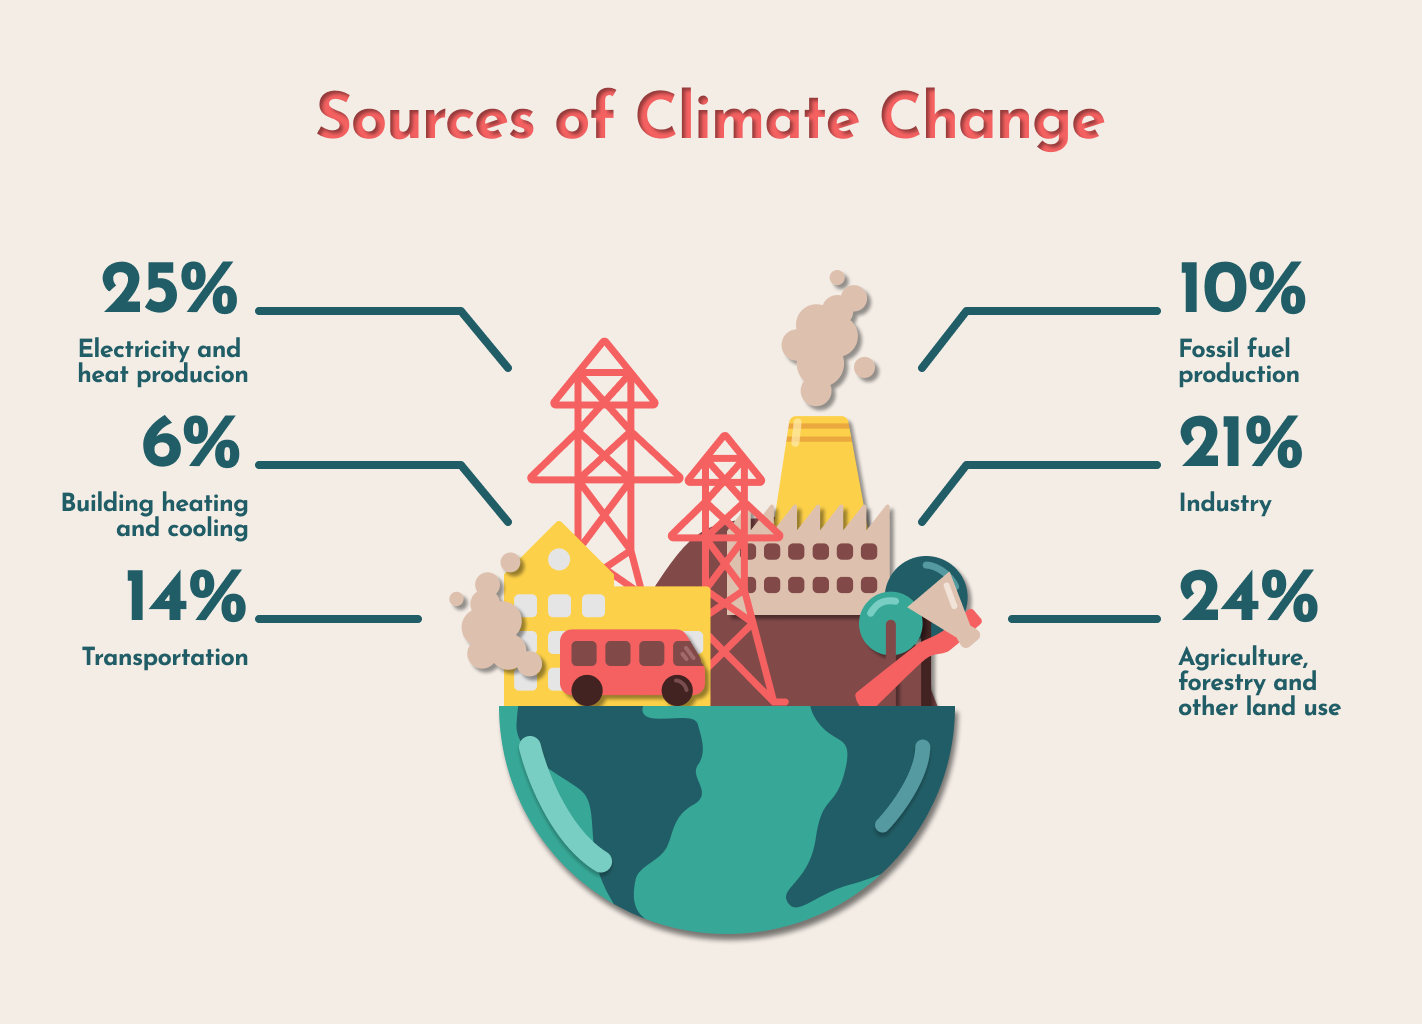 Sources of Climate Change
25%
Electricity and
heat producion
6%
Building heating
and cooling
14%
Transportation
10%
Fossil fuel
production
21%
Industry
24%
Agriculture,
forestry and
other land use